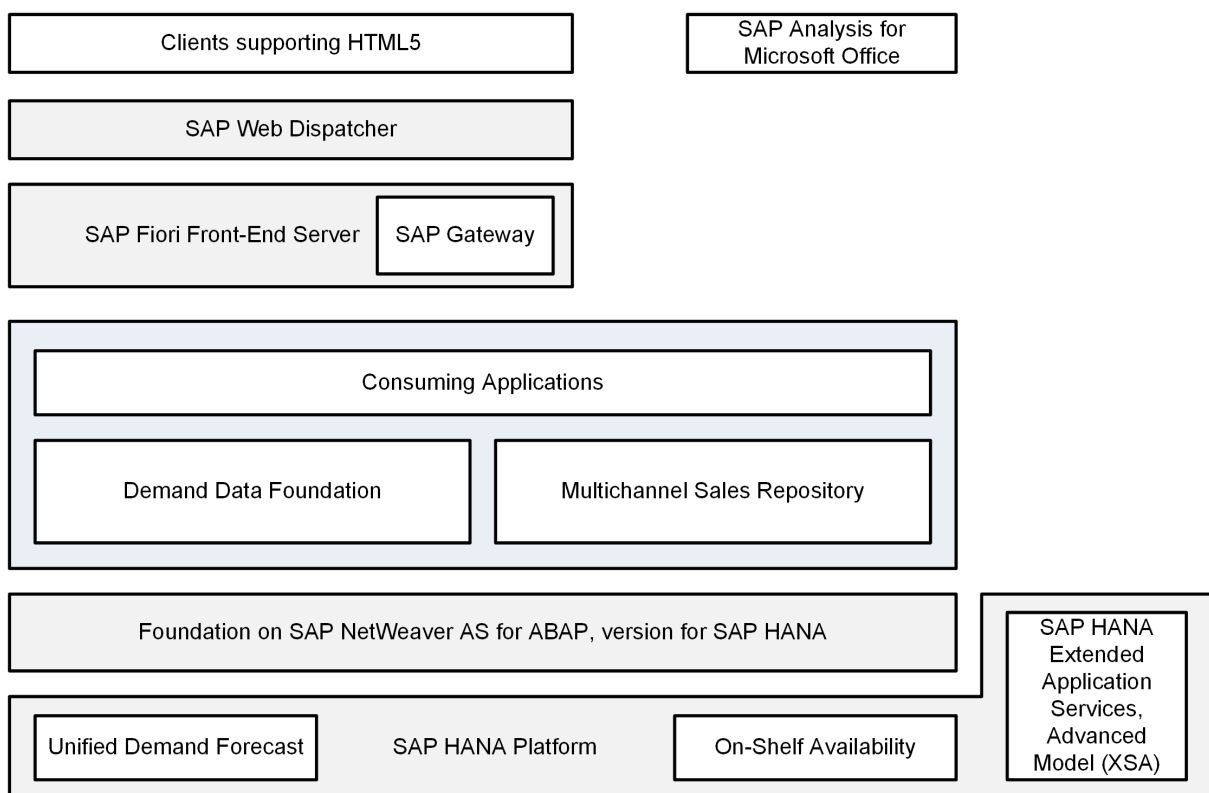 Clients supporting HTML5
SAP Analysis for
Microsoft Office
SAP Web Dispatcher
SAP Fiori Front-End Server
SAP Gateway
Consuming Applications
Demand Data Foundation
Multichannel Sales Repository
Foundation on SAP NetWeaver AS for ABAP, version for SAP HANA
SAP HANA
Extended
Application
Services,
Advanced
Model (XSA)
Unified Demand Forecast
SAP HANA Platform
On-Shelf Availability